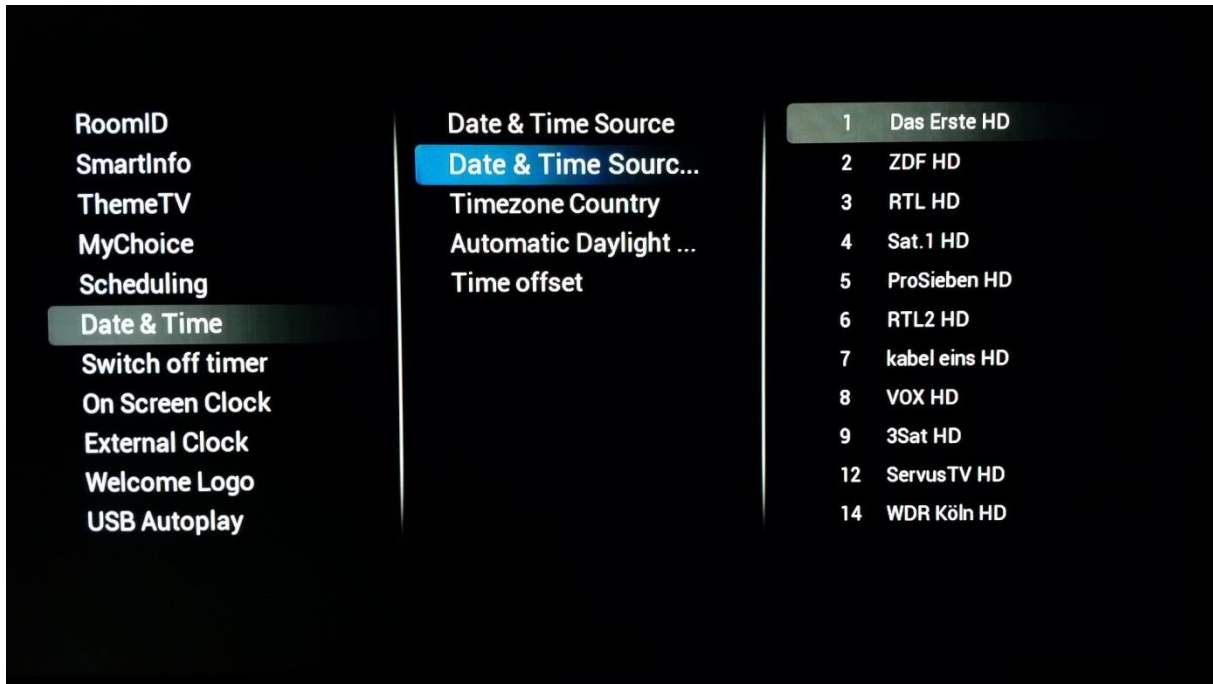 RoomID
SmartInfo
ThemeTV
MyChoice
Scheduling
Date & Time
Switch off timer
On Screen Clock
External Clock
Welcome Logo
USB Autoplay
Date & Time Source
Date & Time Sourc...
Timezone Country
Automatic Daylight ...
Time offset
1 Das Erste HD
2 ZDF HD
3 RTL HD
4 Sat.1 HD
5 ProSieben HD
6 RTL2 HD
7 kabel eins HD
8 VOX HD
9 3Sat HD
12 ServusTV HD
14 WDR Köln HD